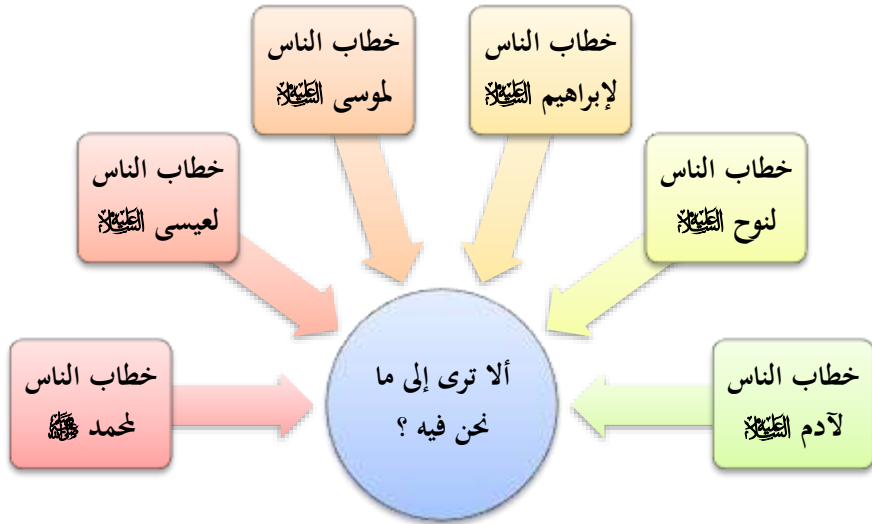 خطاب الناس
لآدم عليه السلام
خطاب الناس
لنوح عليه السلام
خطاب الناس
لإبراهيم عليه السلام
خطاب الناس
لموسى عليه السلام
خطاب الناس
لعيسى عليه السلام
خطاب الناس
لمحمد ﷺ
ألا ترى إلى ما
نحن فيه ؟